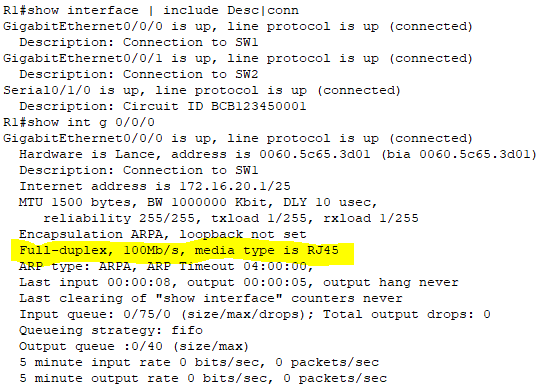 R1#show interface | include Desc|conn
GigabitEthernet0/0/0 is up, line protocol is up (connected)
Description: Connection to SW1
GigabitEthernet0/0/1 is up, line protocol is up (connected)
Description: Connection to SW2
Serial0/1/0 is up, line protocol is up (connected)
Description: Circuit ID BCB123450001
R1#show int g 0/0/0
GigabitEthernet0/0/0 is up, line protocol is up (connected)
Hardware is Lance, address is 0060.5c65.3d01 (bia 0060.5c65.3d01)
Description: Connection to SW1
Internet address is 172.16.20.1/25
MTU 1500 bytes, BW 1000000 Kbit, DLY 10 usec,
reliability 255/255, txload 1/255, rxload 1/255
Encapsulation ARPA, loopback not set
Full-duplex, 100Mb/s, media type is RJ45
ARP type: ARPA, ARP Timeout 04:00:00,
Last input 00:00:08, output 00:00:05, output hang never
Last clearing of "show interface" counters never
Input queue: 0/75/0 (size/max/drops); Total output drops: 0
Queueing strategy: fifo
Output queue :0/40 (size/max)
5 minute input rate 0 bits/sec, 0 packets/sec
5 minute output rate 0 bits/sec, 0 packets/sec